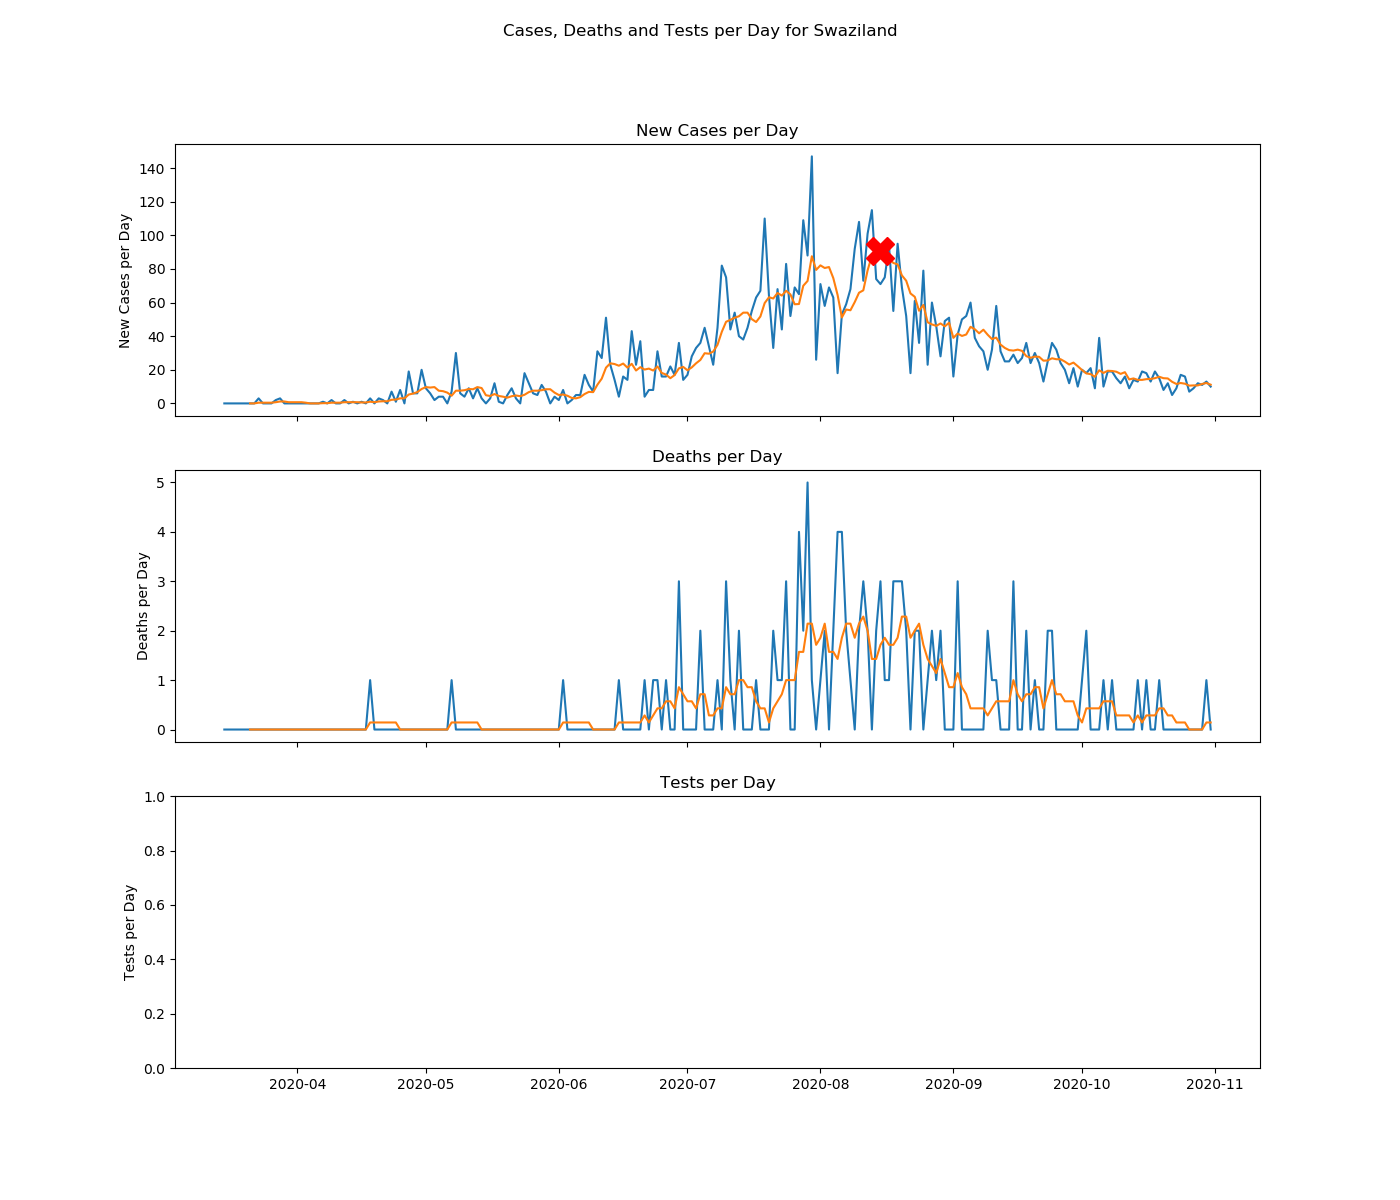 Cases, Deaths and Tests per Day for Swaziland
New Cases per Day
New Cases per Day
140
120
100
80
60
40
20
0
Deaths per Day
Deaths per Day
5
4
3
2
1
0
Tests per Day
Tests per Day
1.0
0.8
0.6
0.4
0.2
0.0
2020-04 2020-05 2020-06 2020-07 2020-08 2020-09 2020-10 2020-11